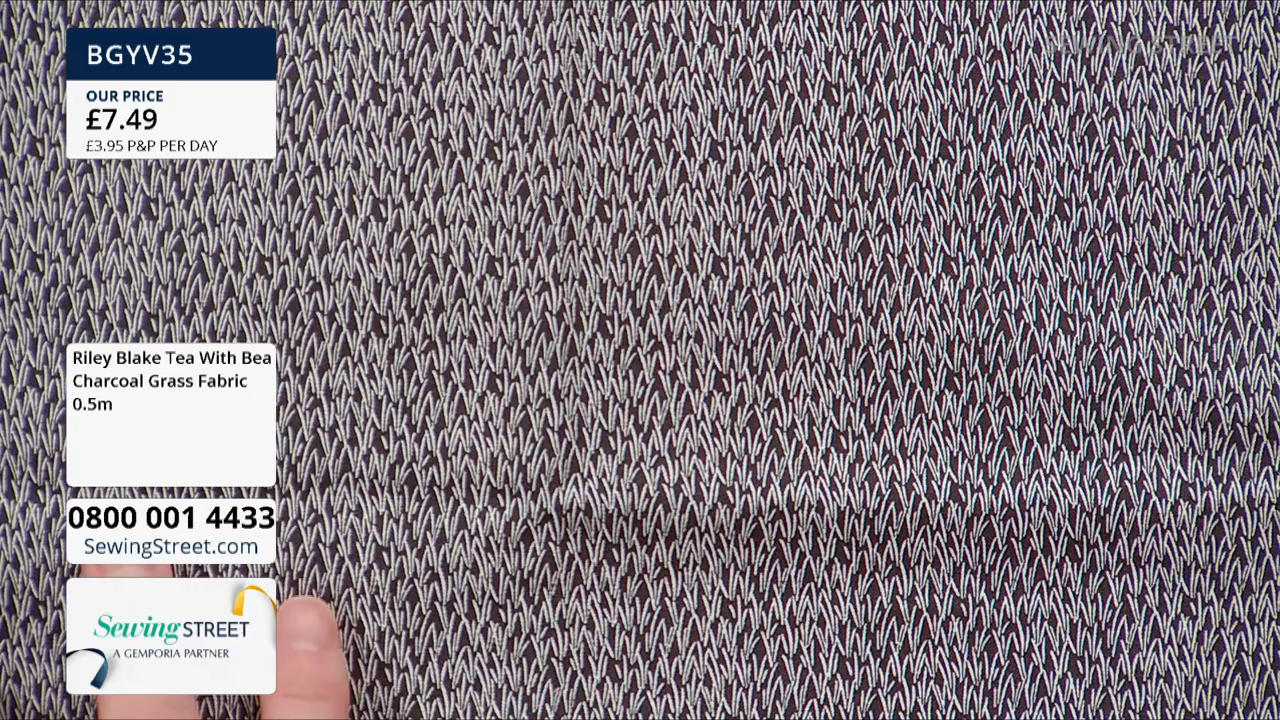 BGYV35
OUR PRICE
£7.49
£3.95 P&P PER DAY
Riley Blake Tea With Bea
Charcoal Grass Fabric
0.5m
0800 001 4433
SewingStreet.com
Sewing STREET
A GEMPORIA PARTNER